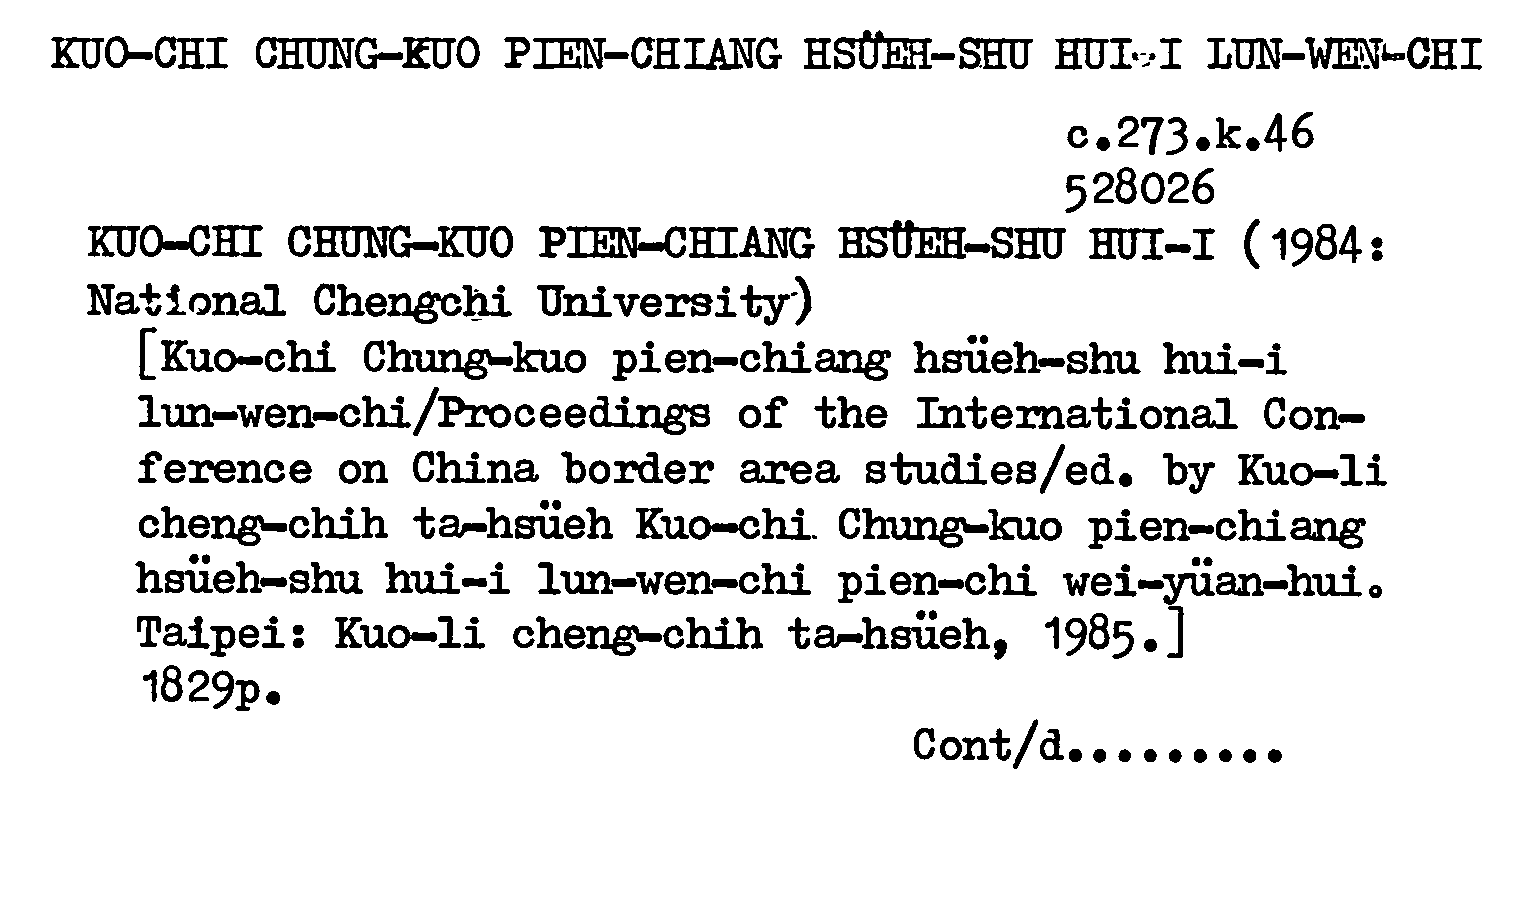 KUO-CHI CHUNG-KUO PIEN-CHIANG HSÜEH-SHU HUI-I LUN-WEN-CHI
c.273.k.46
528026
KUO-CHI CHUNG-KUO PIEN-CHIANG HSÜEH-SHU HUI-I (1984:
National Chengchi University)
[Kuo-chi Chung-kuo pien-chiang hsüeh-shu hui-i
lun-wen-chi/Proceedings of the International Con-
ference on China border area studies/ed. by Kuo-li
cheng-chih ta-hsüeh Kuo-chi Chung-kuo pien-chiang
hsüeh-shu hui-i lun-wen-chi pien-chi wei-yüan-hui.
Taipei: Kuo-li cheng-chih ta-hsüeh, 1985.]
1829p.
Cont/d.........